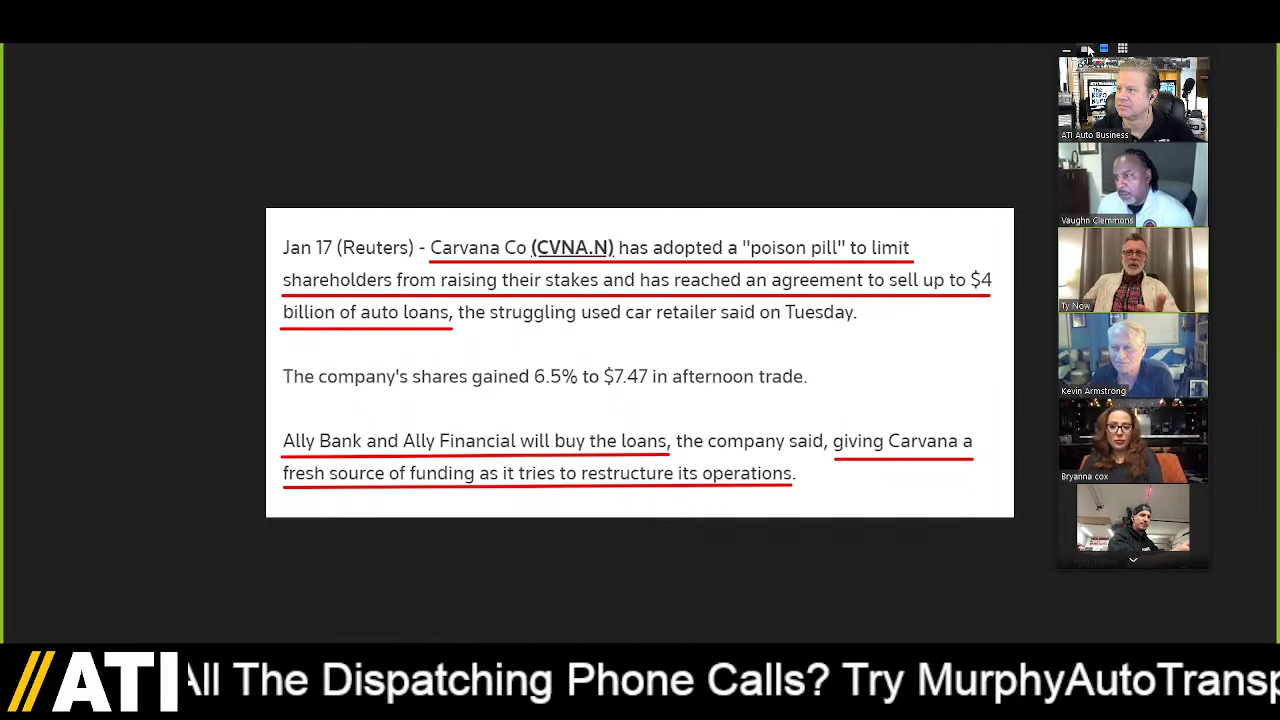 Jan 17 (Reuters) - Carvana Co (CVNA.N) has adopted a "poison pill" to limit
shareholders from raising their stakes and has reached an agreement to sell up to $4
billion of auto loans, the struggling used car retailer said on Tuesday.
The company's shares gained 6.5% to $7.47 in afternoon trade.
Ally Bank and Ally Financial will buy the loans, the company said, giving Carvana a
fresh source of funding as it tries to restructure its operations.
ATI Auto Business
Vaughn Clemmons
Ty Now
Kevin Armstrong
Bryanna cox
//ATI
All The Dispatching Phone Calls? Try MurphyAutoTransp